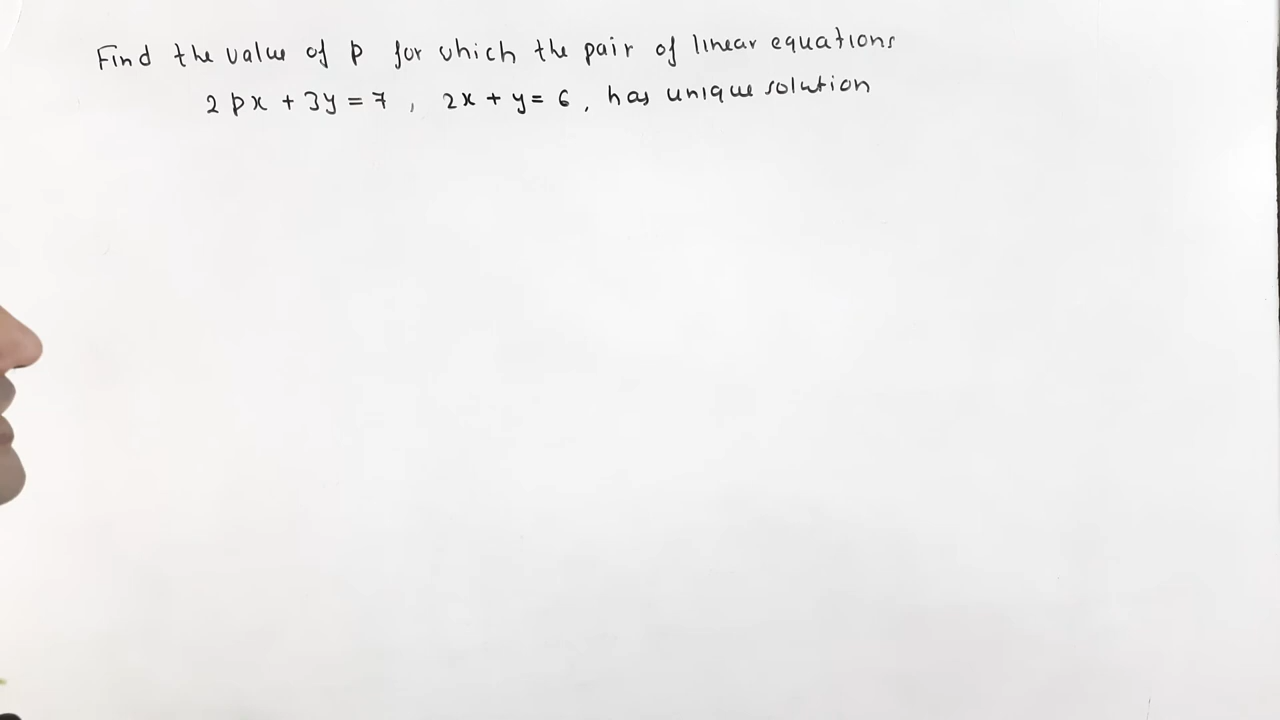 Find the value of p for which the pair of linear equations
2px + 3y = 7, 2x + y = 6, has unique solution